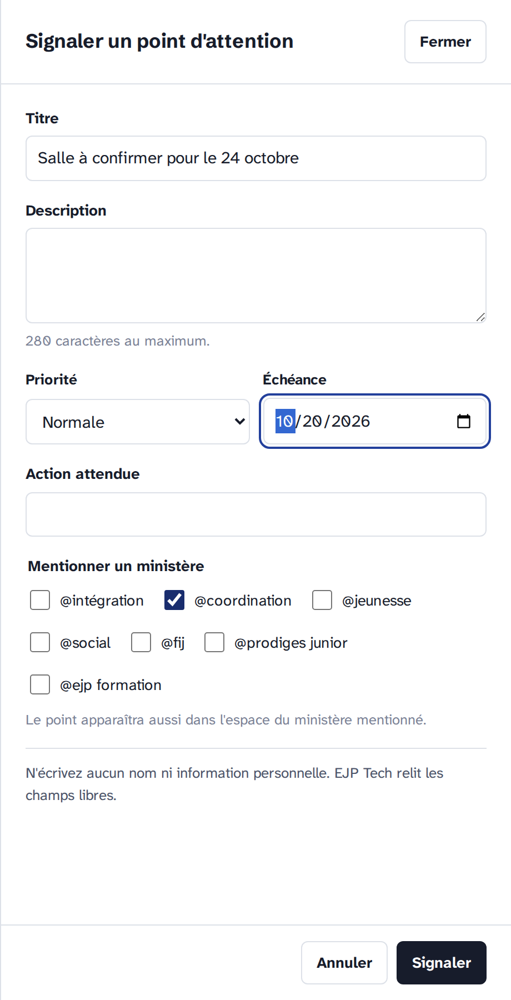 Signaler un point d'attention
Fermer
Titre
Salle à confirmer pour le 24 octobre
Description
280 caractères au maximum.
Priorité
Échéance
Normale
10/20/2026
Action attendue
Mentionner un ministère
@intégration @coordination @jeunesse
@social @fij @prodiges junior
@ejp formation
Le point apparaîtra aussi dans l'espace du ministère mentionné.
N'écrivez aucun nom ni information personnelle. EJP Tech relit les
champs libres.
Annuler
Signaler